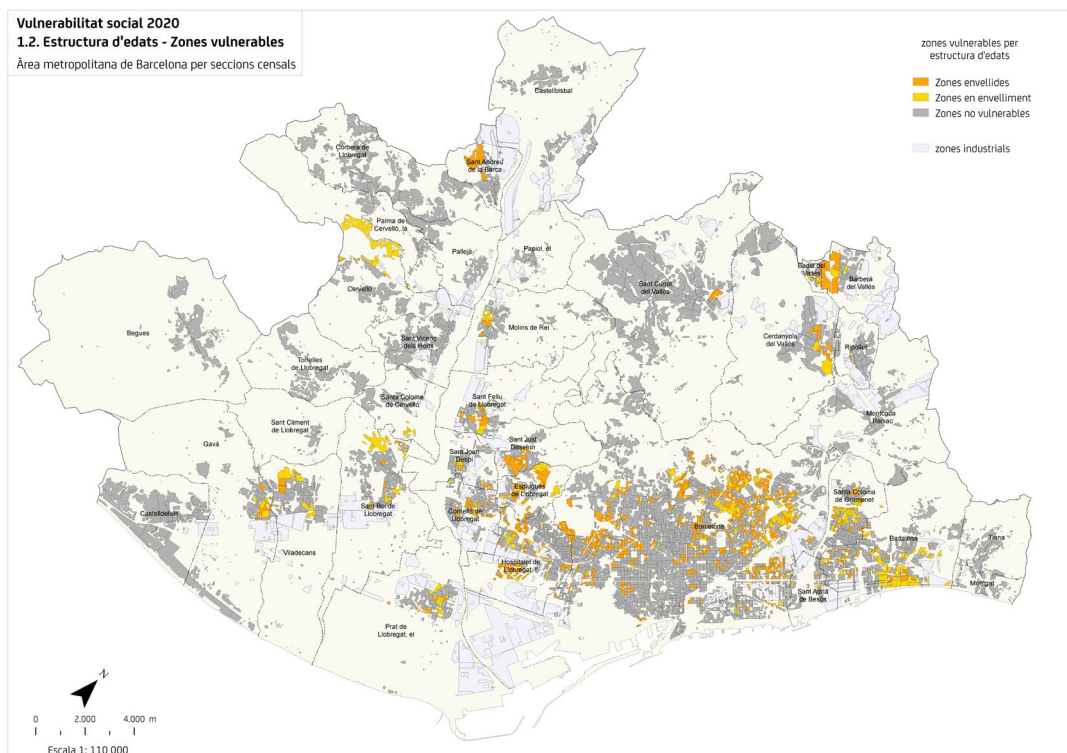 Vulnerabilitat social 2020
1.2. Estructura d'edats - Zones vulnerables
Àrea metropolitana de Barcelona per seccions censals
zones vulnerables per
estructura d'edats
Zones envellides
Zones en envelliment
Zones no vulnerables
zones industrials
Castellbisbal
Corbera de
Llobregat
Sant Andreu
de la Barca
Palma de
Cervelló, la
Pallejà
Papiol, el
Sant Cugat
del Vallès
Badia del
Vallès
Barberà
del Vallès
Cervelló
Begues
Molins de Rei
Sant Vicenç
dels Horts
Cerdanyola
del Vallès
Ripollet
Torrelles
de Llobregat
Santa Coloma
de Cervelló
Sant Feliu
de Llobregat
Montcada
Reixac
Sant Climent
de Llobregat
Gavà
Sant Just
Desvern
Sant Joan
Despí
Esplugues
de Llobregat
Santa Coloma
de Gramenet
Castelldefels
Sant Boi de
Llobregat
Cornellà de
Llobregat
Barcelona
Badalona
Tiana
Viladecans
Hospitalet de
Llobregat, l'
Montgat
Sant Adrià
de Besòs
Prat de
Llobregat, el
N
0 2.000 4.000 m
Escala 1: 110.000